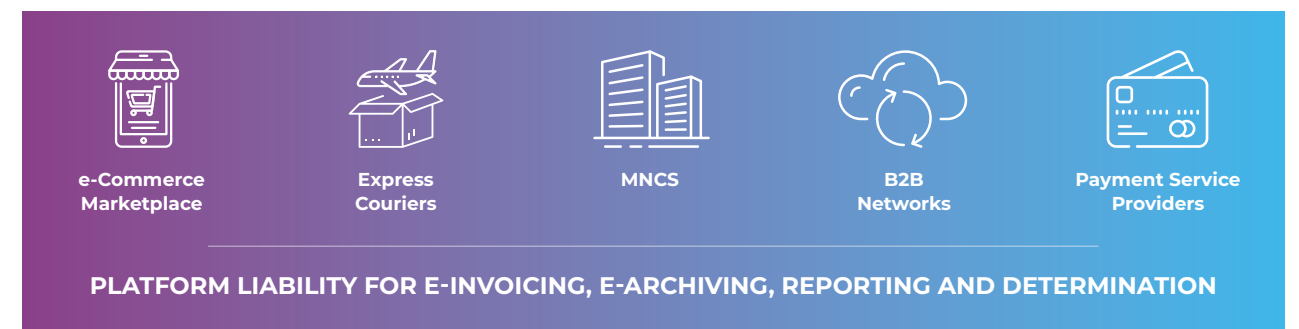 e-Commerce
Marketplace
Express
Couriers
MNCS
B2B
Networks
Payment Service
Providers
PLATFORM LIABILITY FOR E-INVOICING, E-ARCHIVING, REPORTING AND DETERMINATION